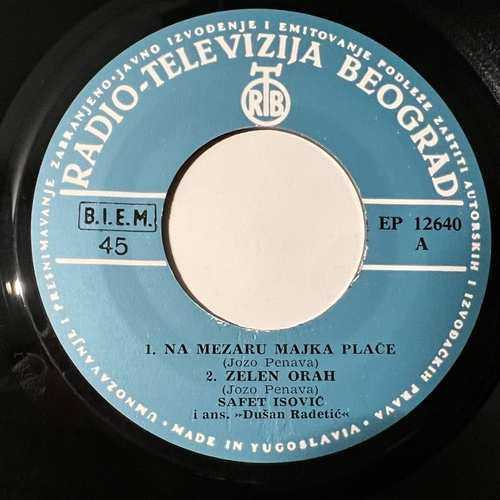 UMNOŽAVANJE I PRESNIMAVANJE ZABRANJENO·JAVNO IZVOĐENJE I EMITOVANJE PODLEŽE ZAŠTITI AUTORSKIH I IZVOĐAČKIH PRAVA
RADIO-TELEVIZIJA BEOGRAD
RTB
B.I.E.M.
45
EP 12640
A
1. NA MEZARU MAJKA PLAČE
(Jozo Penava)
2. ZELEN ORAH
(Jozo Penava)
SAFET ISOVIĆ
i ans. »Dušan Radetić«
· MADE IN YUGOSLAVIA ·